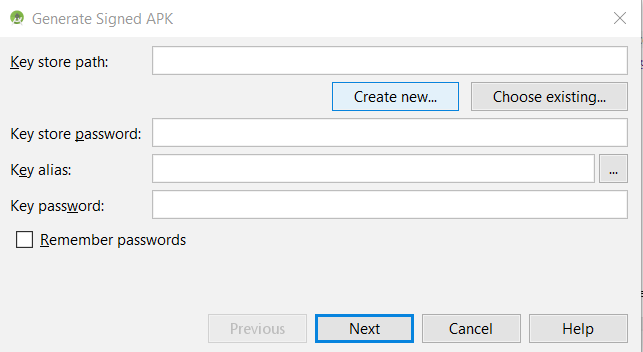 Generate Signed APK
Key store path:
Create new... Choose existing...
Key store password:
Key alias: ...
Key password:
Remember passwords
Previous Next Cancel Help